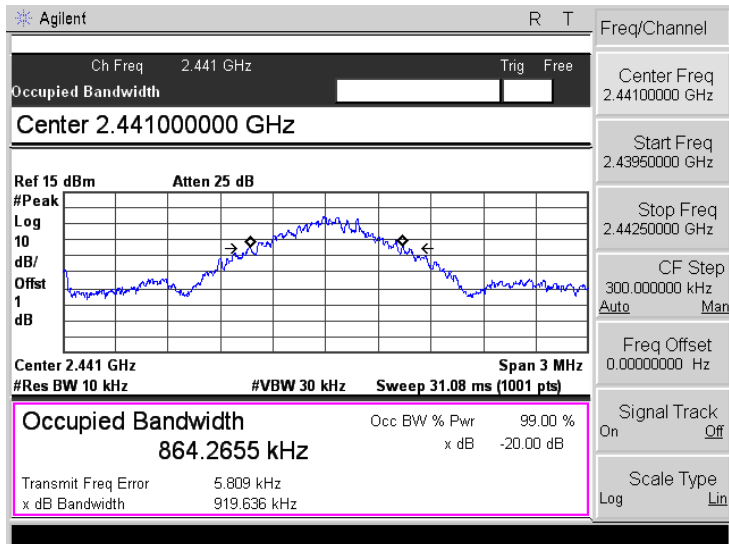 Agilent R T
Freq/Channel
Ch Freq 2.441 GHz Trig Free
Occupied Bandwidth
Center 2.441000000 GHz
Center Freq
2.44100000 GHz
Start Freq
2.43950000 GHz
Stop Freq
2.44250000 GHz
CF Step
300.000000 kHz
Auto Man
Freq Offset
0.00000000 Hz
Signal Track
On Off
Scale Type
Log Lin
Ref 15 dBm Atten 25 dB
#Peak
Log
10
dB/
Offst
1
dB
Center 2.441 GHz Span 3 MHz
#Res BW 10 kHz #VBW 30 kHz Sweep 31.08 ms (1001 pts)
Occupied Bandwidth Occ BW % Pwr 99.00 %
864.2655 kHz x dB -20.00 dB
Transmit Freq Error 5.809 kHz
x dB Bandwidth 919.636 kHz